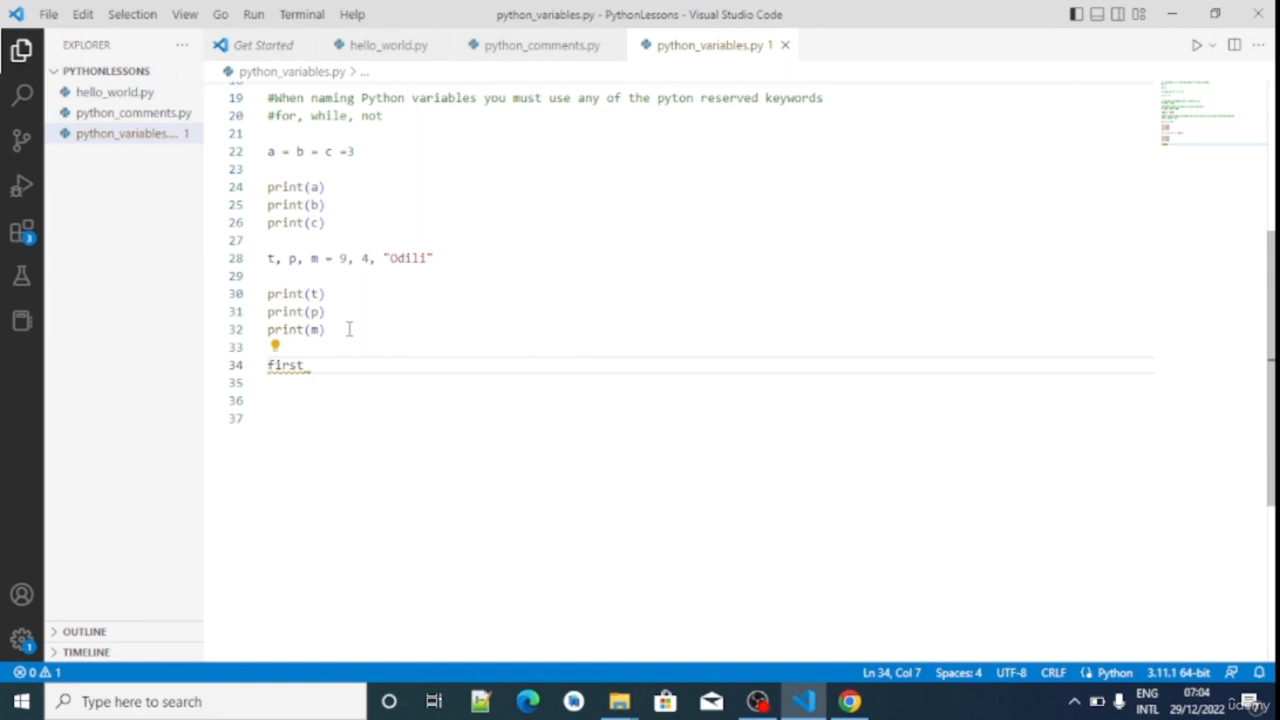 File Edit Selection View Go Run Terminal Help python_variables.py - PythonLessons - Visual Studio Code
EXPLORER Get Started hello_world.py python_comments.py python_variables.py 1
PYTHONLESSONS python_variables.py > ...
hello_world.py
python_comments.py
python_variables.... 1
19 #When naming Python variables you must use any of the pyton reserved keywords
20 #for, while, not
21
22 a = b = c =3
23
24 print(a)
25 print(b)
26 print(c)
27
28 t, p, m = 9, 4, "Odili"
29
30 print(t)
31 print(p)
32 print(m)
33
34 first_
35
36
37
3
OUTLINE
1
TIMELINE
0 1 Ln 34, Col 7 Spaces: 4 UTF-8 CRLF Python 3.11.1 64-bit
Type here to search
ENG
INTL
07:04
29/12/2022
udemy